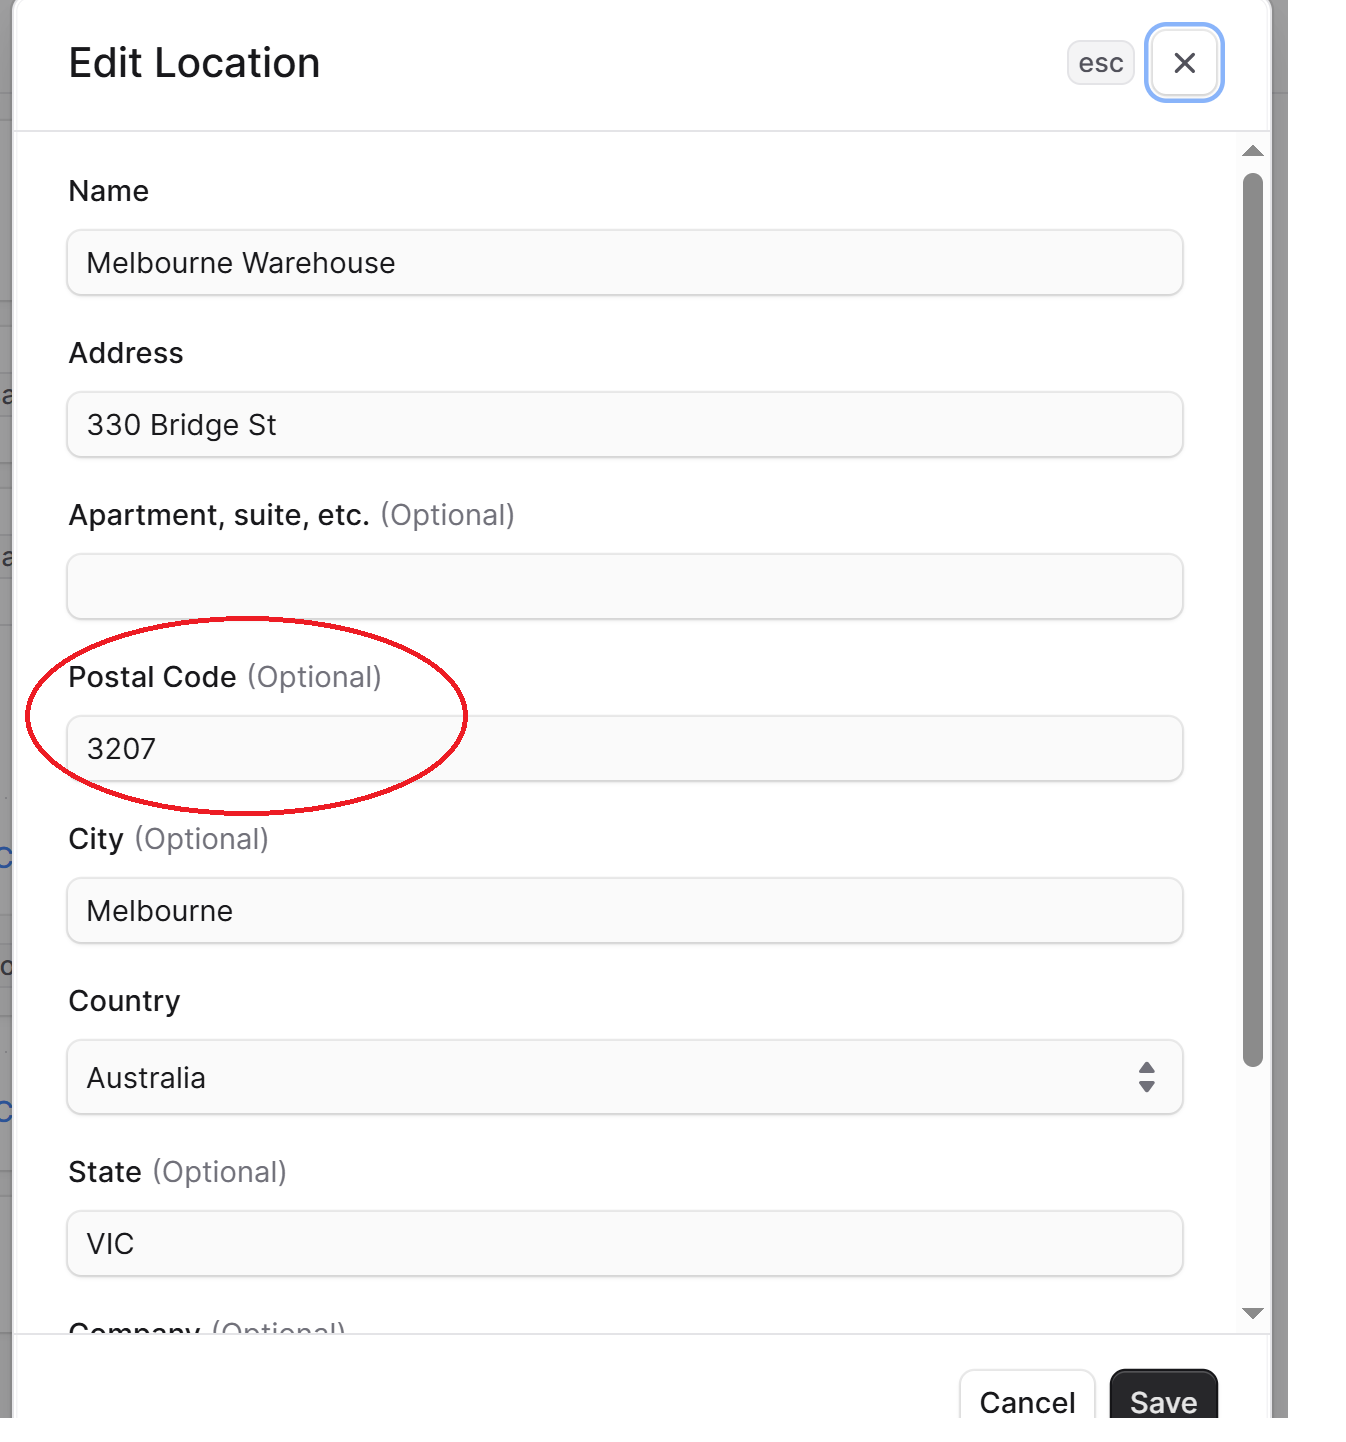 Edit Location
esc
Name
Melbourne Warehouse
Address
330 Bridge St
Apartment, suite, etc. (Optional)
Postal Code (Optional)
3207
City (Optional)
Melbourne
Country
Australia
State (Optional)
VIC
Company (Optional)
Cancel
Save